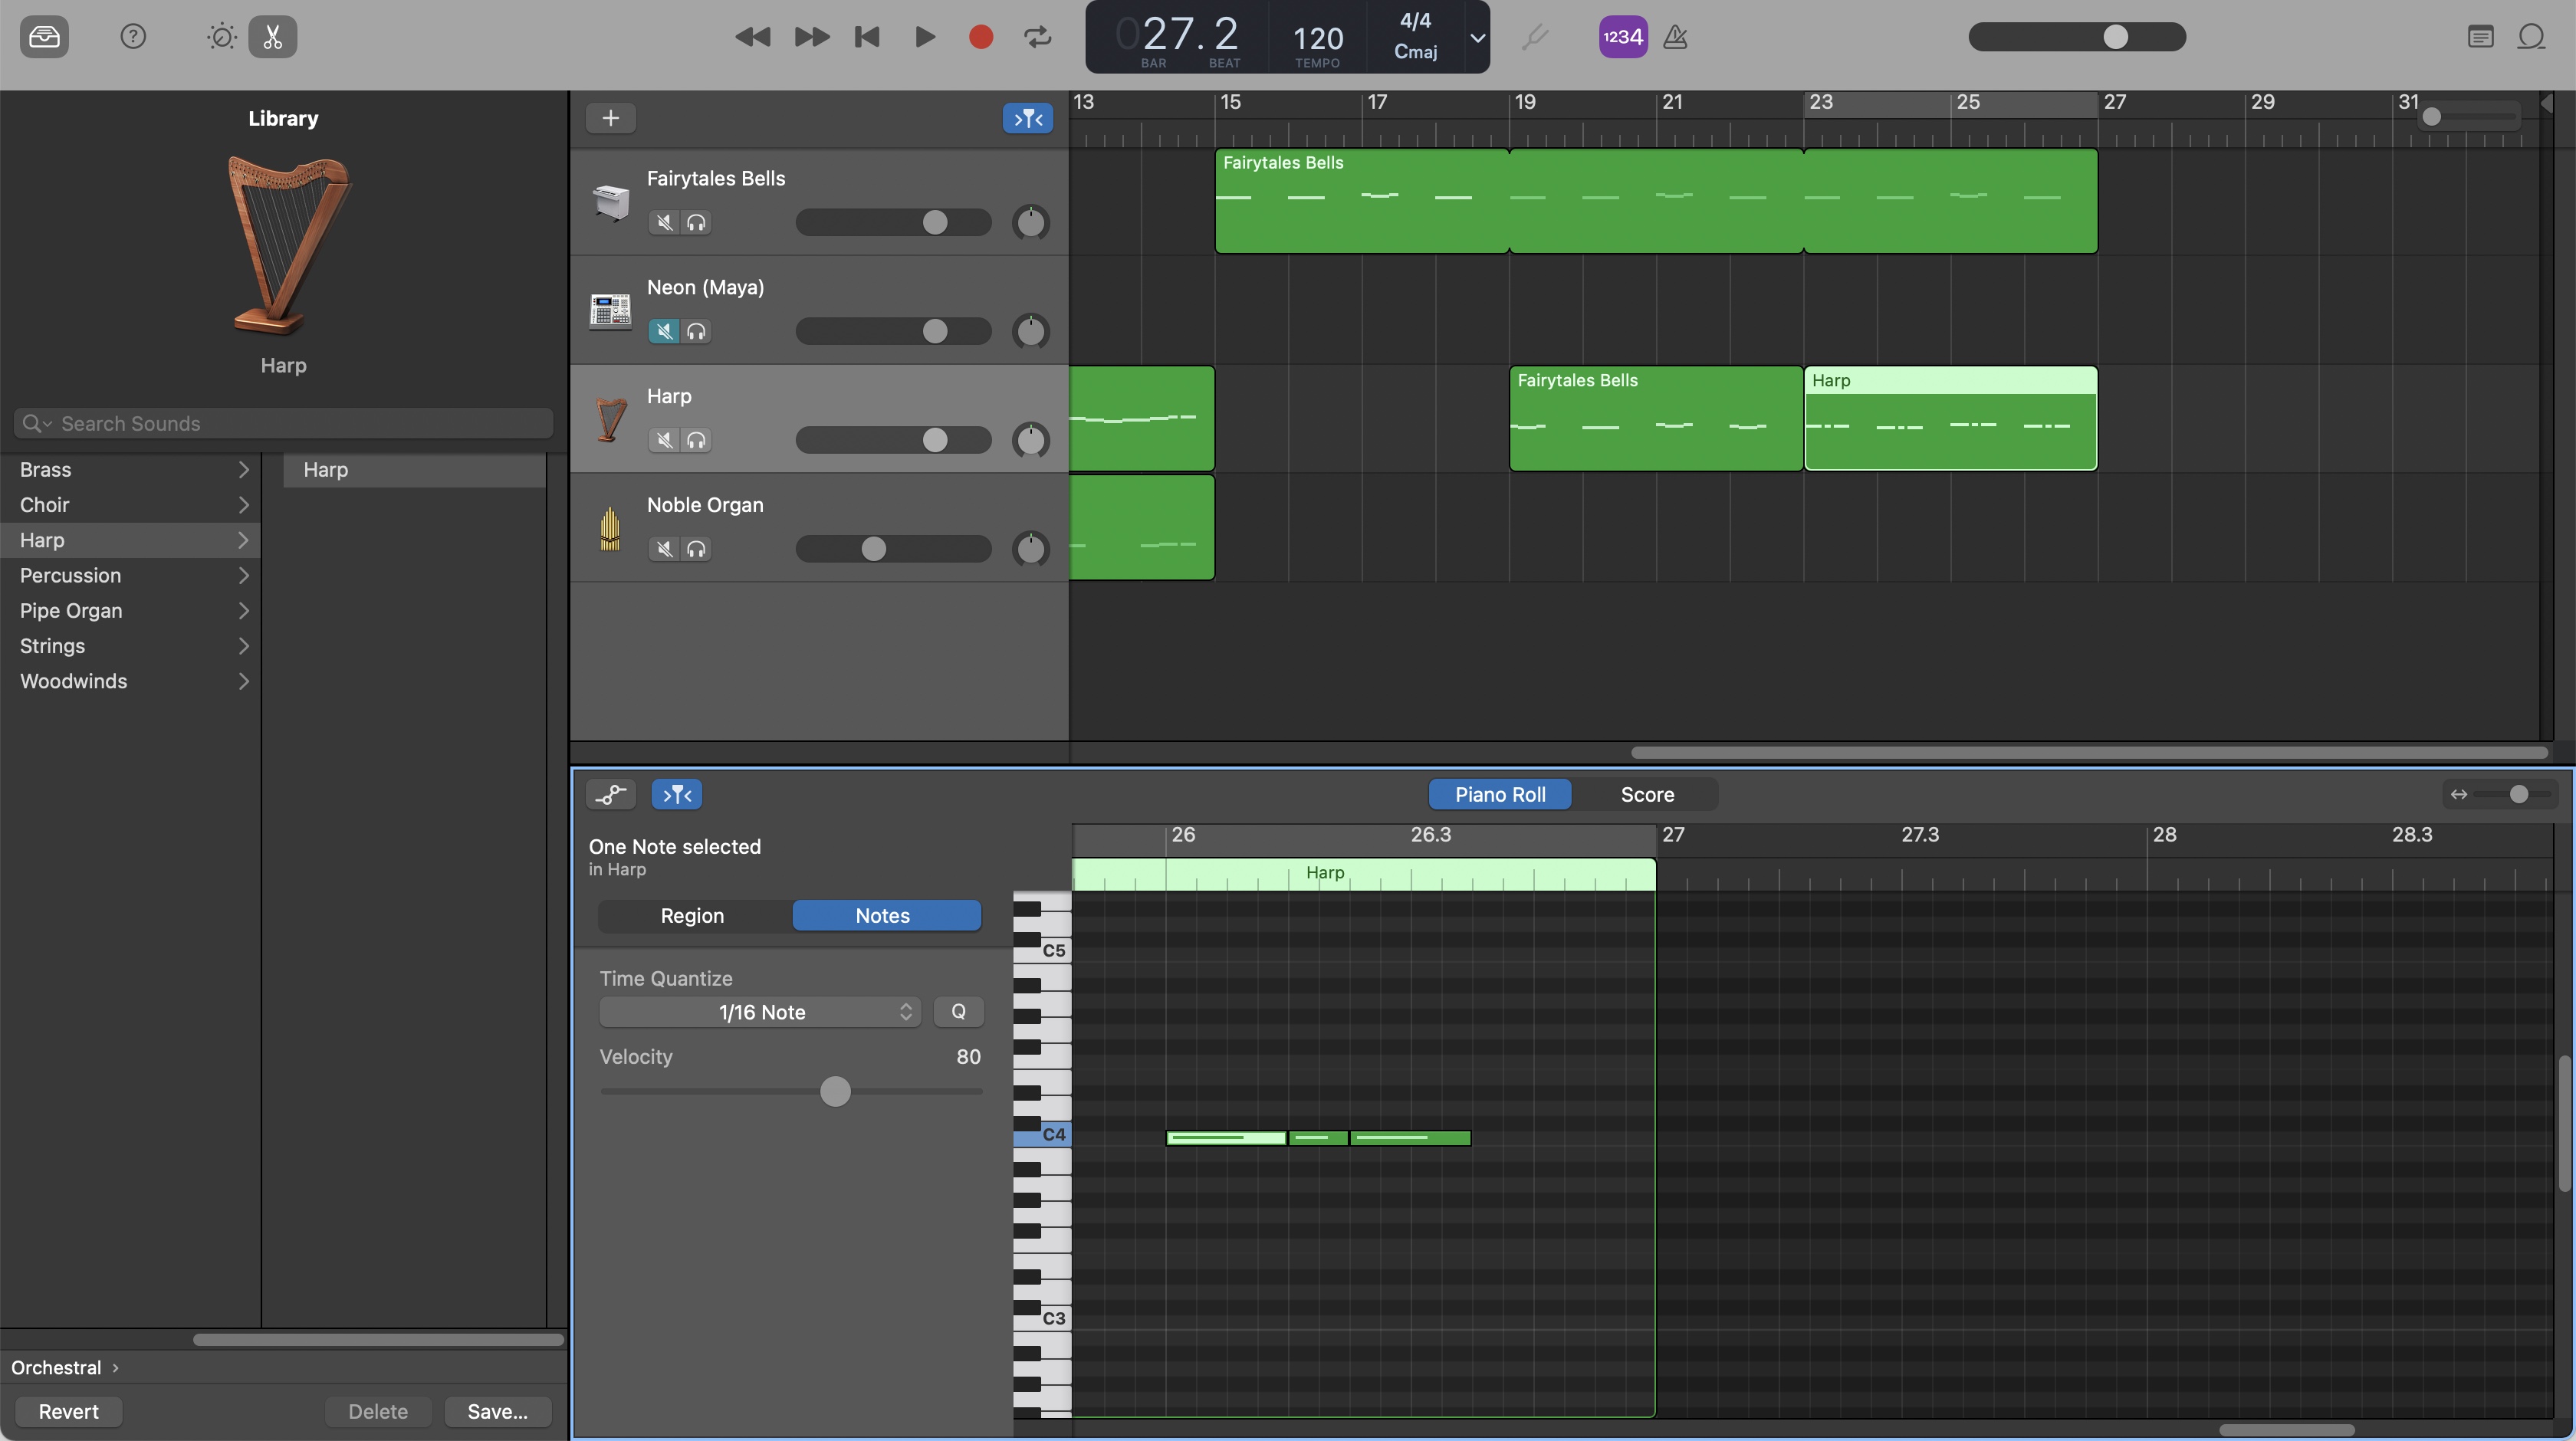 027.2
BAR
BEAT
120
TEMPO
4/4
Cmaj
1234
Library
Harp
Search Sounds
Brass
Choir
Harp
Percussion
Pipe Organ
Strings
Woodwinds
Harp
Orchestral
Revert
Delete
Save...
13 15 17 19 21 23 25 27 29 31
Fairytales Bells
Neon (Maya)
Harp
Noble Organ
Fairytales Bells
Fairytales Bells
Harp
Piano Roll
Score
One Note selected
in Harp
Region
Notes
Time Quantize
1/16 Note
Q
Velocity
80
26 26.3 27 27.3 28 28.3
Harp
C5
C4
C3